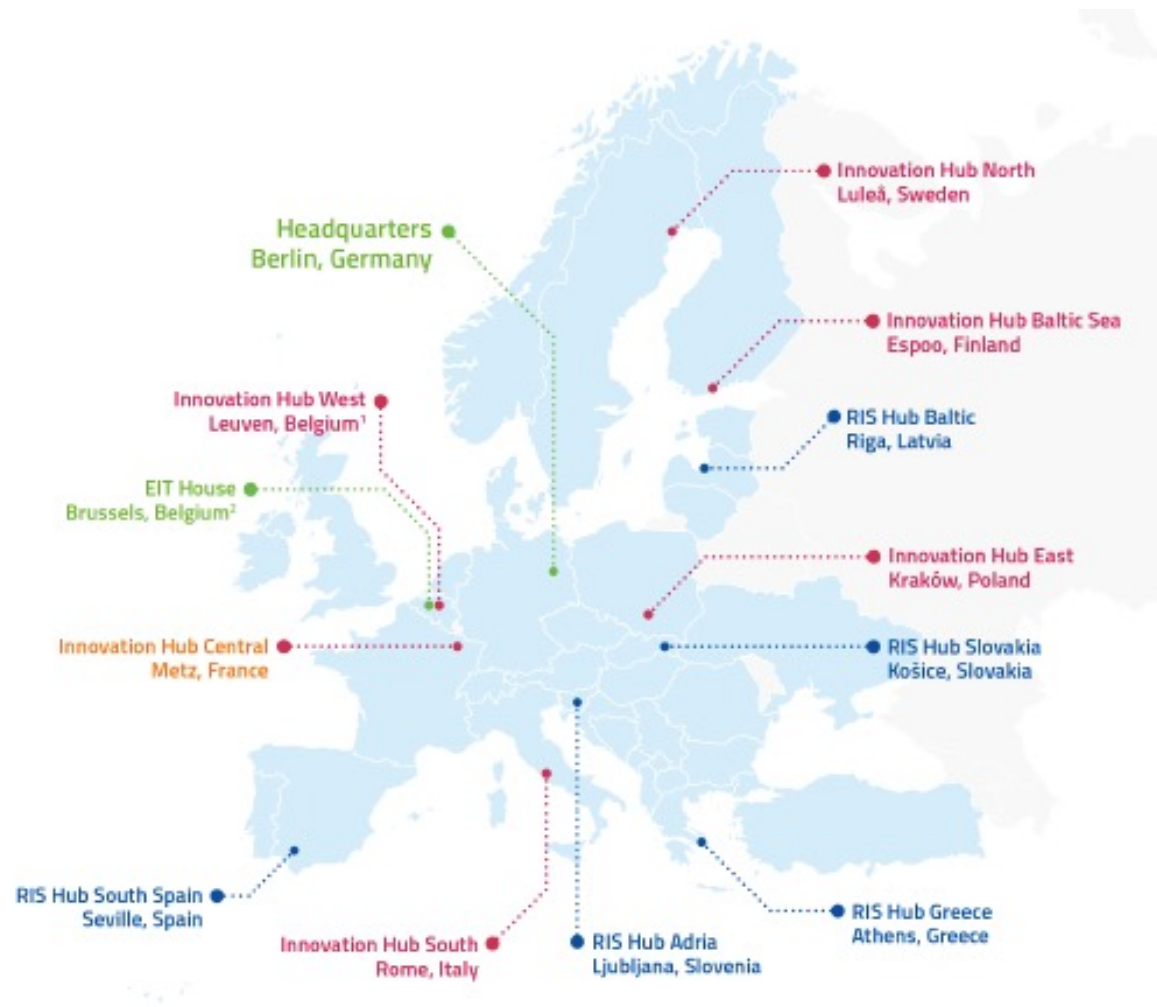 Innovation Hub North
Luleå, Sweden
Headquarters
Berlin, Germany
Innovation Hub Baltic Sea
Espoo, Finland
Innovation Hub West
Leuven, Belgium¹
RIS Hub Baltic
Riga, Latvia
EIT House
Brussels, Belgium²
Innovation Hub East
Kraków, Poland
Innovation Hub Central
Metz, France
RIS Hub Slovakia
Košice, Slovakia
RIS Hub South Spain
Seville, Spain
RIS Hub Greece
Athens, Greece
Innovation Hub South
Rome, Italy
RIS Hub Adria
Ljubljana, Slovenia